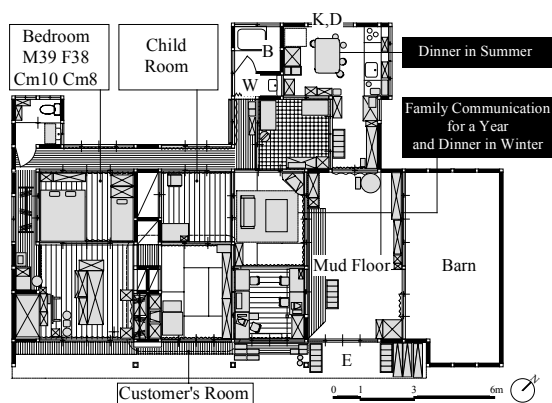 Bedroom
M39 F38
Cm10 Cm8
Child
Room
K,D
B
W
Dinner in Summer
Family Communication
for a Year
and Dinner in Winter
Mud Floor
Barn
E
Customer's Room
0 1 3 6m
N